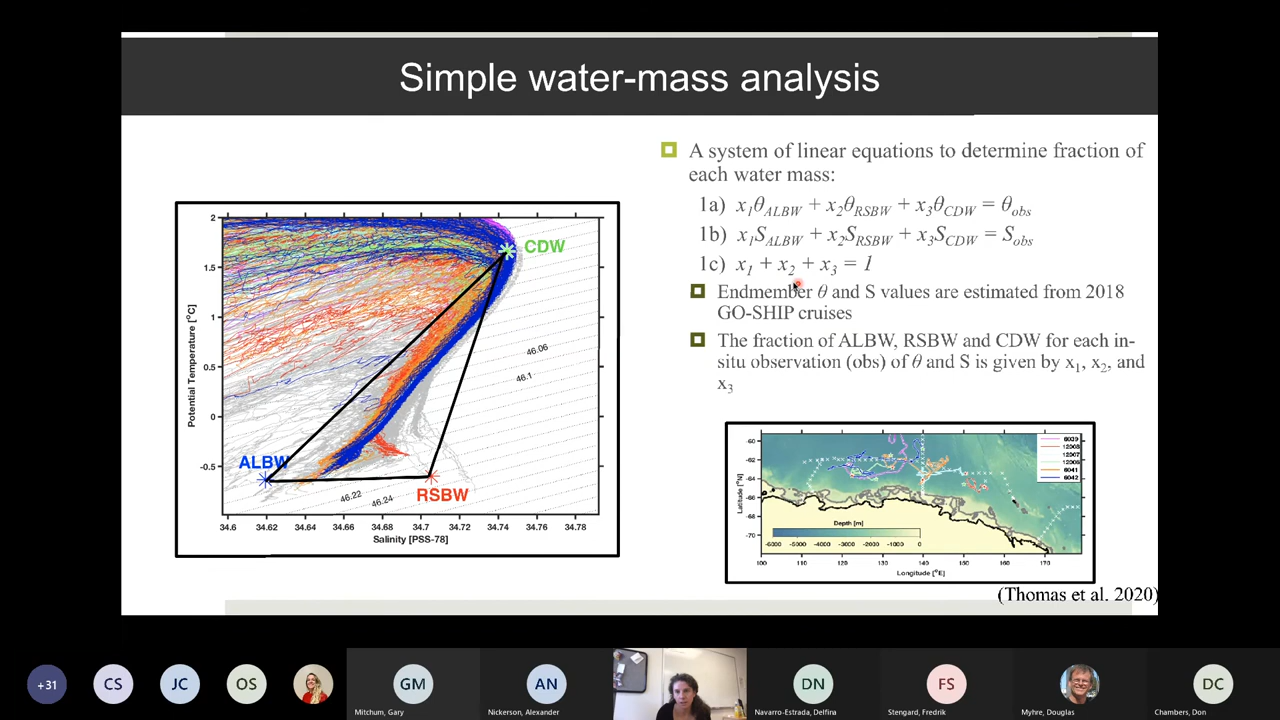 Simple water-mass analysis
A system of linear equations to determine fraction of
each water mass:
1a) x₁θ_ALBW + x₂θ_RSBW + x₃θ_CDW = θ_obs
1b) x₁S_ALBW + x₂S_RSBW + x₃S_CDW = S_obs
1c) x₁ + x₂ + x₃ = 1
Endmember θ and S values are estimated from 2018
GO-SHIP cruises
The fraction of ALBW, RSBW and CDW for each in-
situ observation (obs) of θ and S is given by x₁, x₂, and
x₃
CDW
ALBW
RSBW
46.06
46.1
46.22
46.24
2
1.5
1
0.5
0
-0.5
Potential Temperature [°C]
34.6 34.62 34.64 34.66 34.68 34.7 34.72 34.74 34.76 34.78
Salinity [PSS-78]
-60
-62
-64
-66
-68
-70
Latitude [°N]
6039
12008
12007
6041
6042
Depth [m]
-6000 -5000 -4000 -3000 -2000 -1000 0
100 110 120 130 140 150 160 170
Longitude [°E]
(Thomas et al. 2020)
+31
CS
JC
OS
GM
Mitchum, Gary
AN
Nickerson, Alexander
DN
Navarro-Estrada, Delfina
FS
Stengard, Fredrik
Myhre, Douglas
DC
Chambers, Don